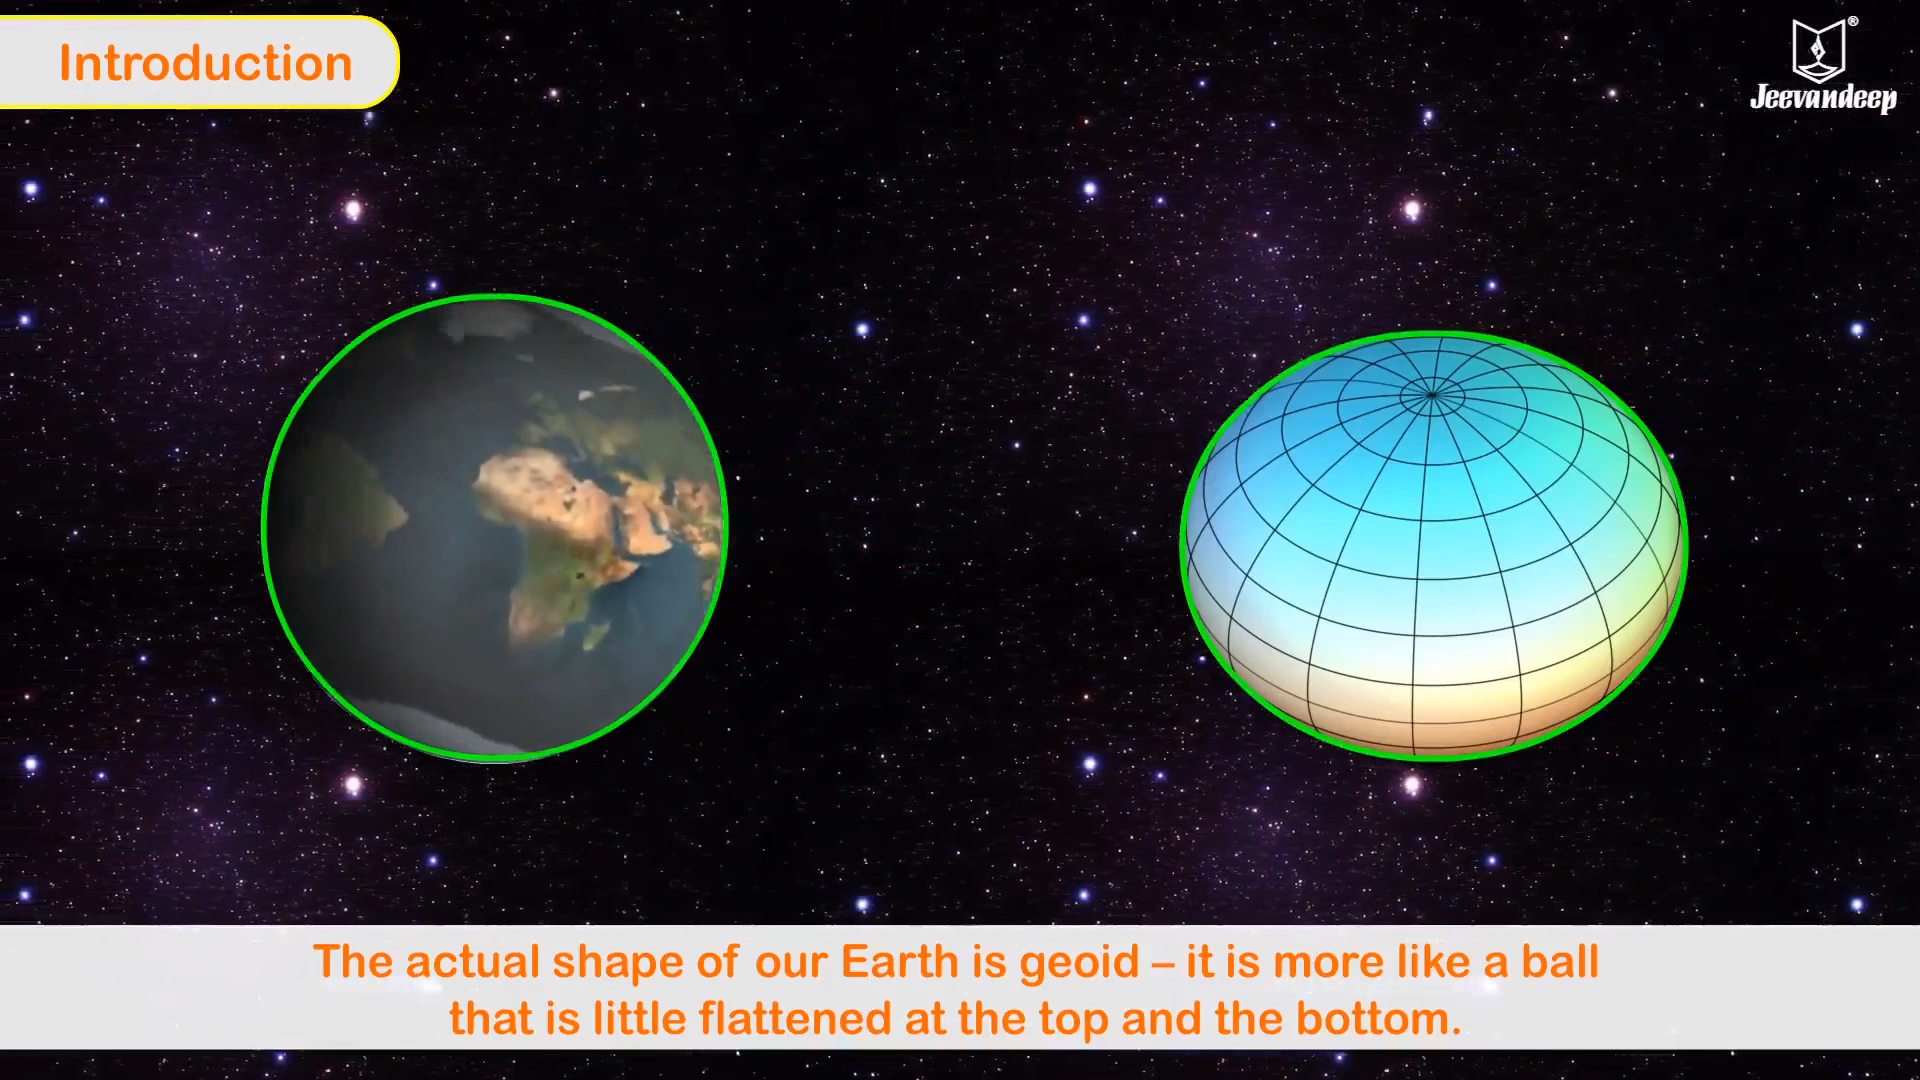 Introduction
®
Jeevandeep
The actual shape of our Earth is geoid – it is more like a ball
that is little flattened at the top and the bottom.